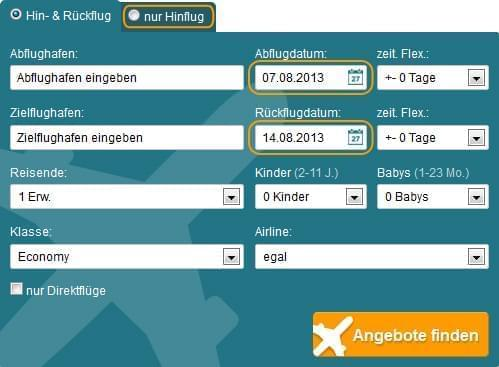 Hin- & Rückflug nur Hinflug
Abflughafen: Abflugdatum: zeit. Flex.:
Abflughafen eingeben 07.08.2013 27 +- 0 Tage
Zielflughafen: Rückflugdatum: zeit. Flex.:
Zielflughafen eingeben 14.08.2013 27 +- 0 Tage
Reisende: Kinder (2-11 J.) Babys (1-23 Mo.)
1 Erw. 0 Kinder 0 Babys
Klasse: Airline:
Economy egal
nur Direktflüge
Angebote finden